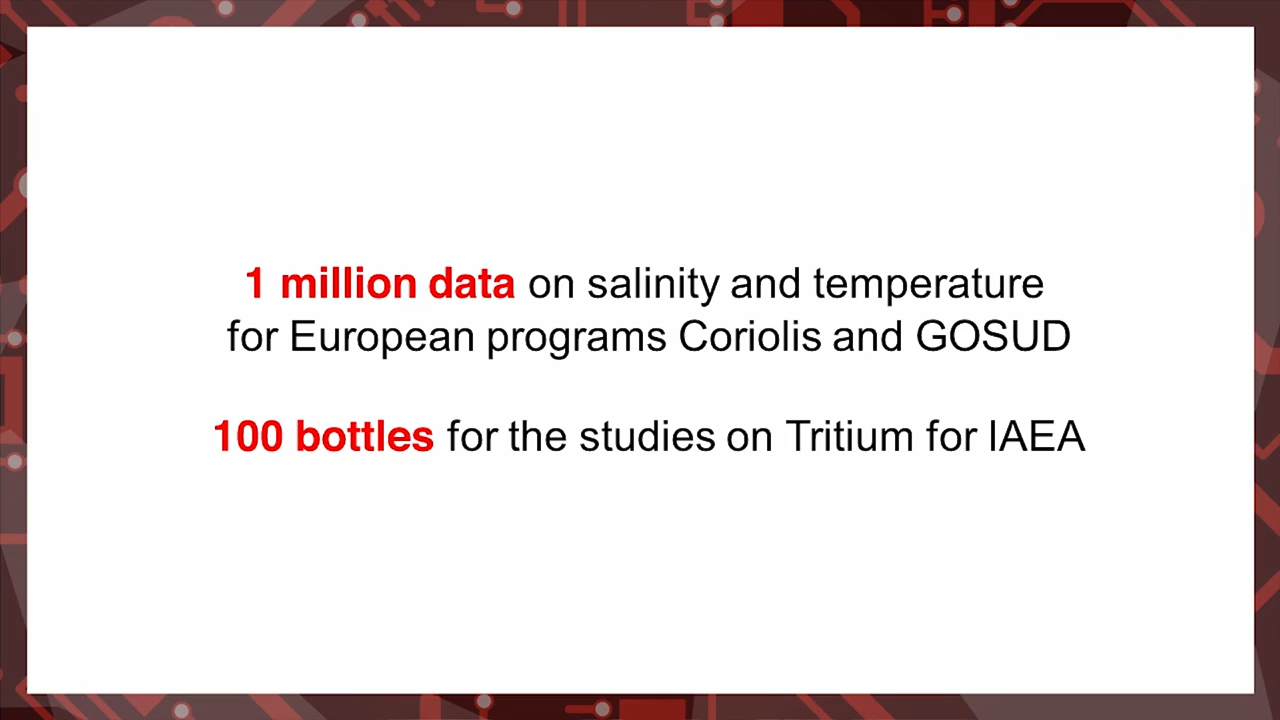 1 million data on salinity and temperature
for European programs Coriolis and GOSUD
100 bottles for the studies on Tritium for IAEA